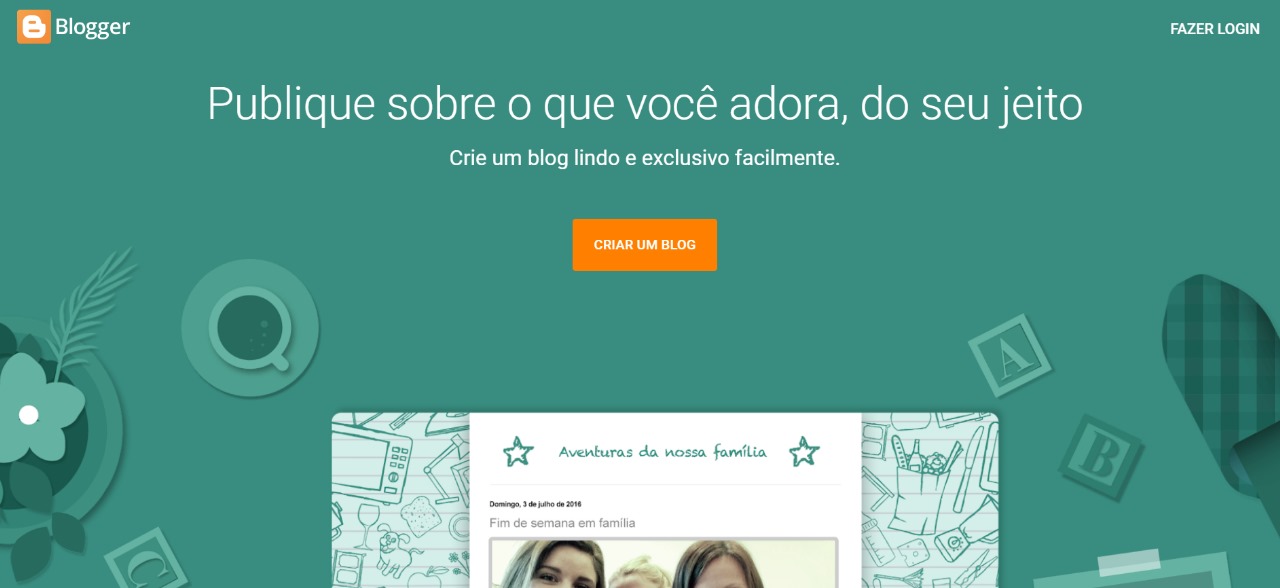 Blogger
FAZER LOGIN
Publique sobre o que você adora, do seu jeito
Crie um blog lindo e exclusivo facilmente.
CRIAR UM BLOG
A
B
C
Aventuras da nossa família
Domingo, 3 de julho de 2016
Fim de semana em família